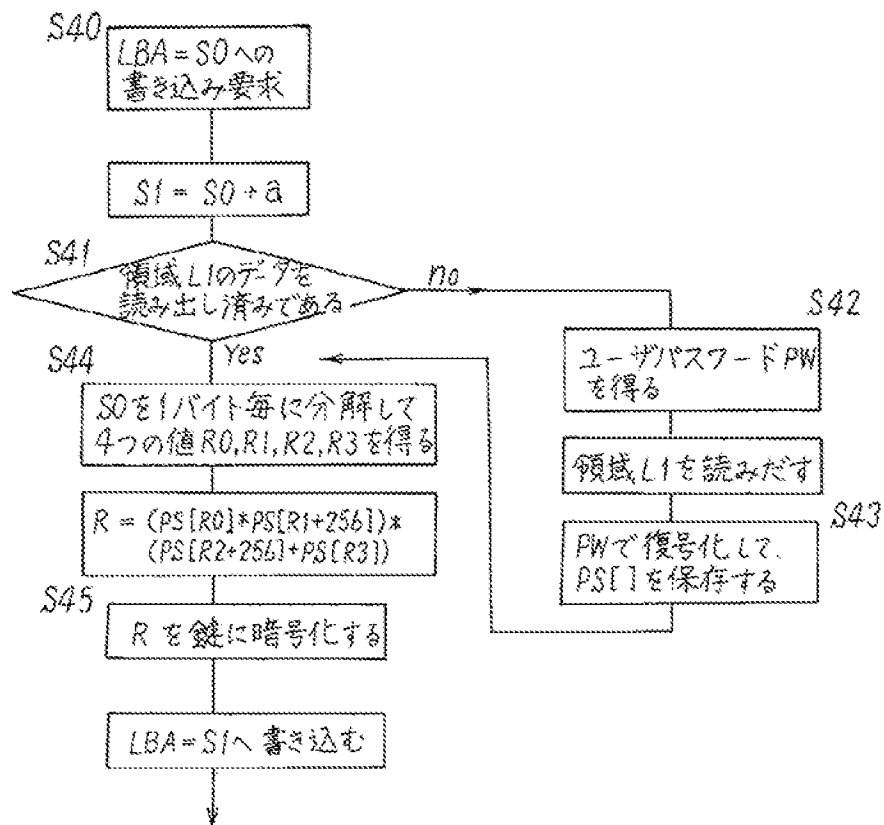 S40
LBA=S0への
書き込み要求
S1=S0+a
S41
領域L1のデータを
読み出し済みである
no
yes
S42
ユーザパスワードPW
を得る
領域L1を読みだす
S43
PWで復号化して、
PS[]を保存する
S44
S0を1バイト毎に分解して
4つの値R0,R1,R2,R3を得る
R=(PS[R0]*PS[R1+256])*
(PS[R2+256]+PS[R3])
S45
Rを鍵に暗号化する
LBA=S1へ書き込む